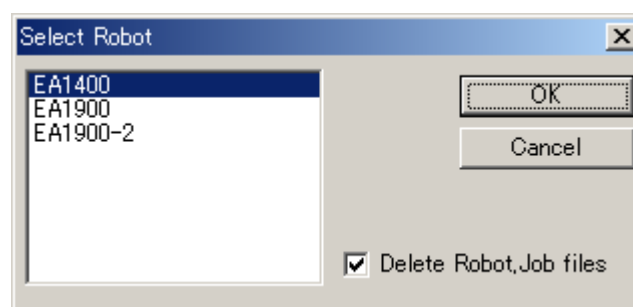 Select Robot
EA1400
EA1900
EA1900-2
OK
Cancel
Delete Robot,Job files